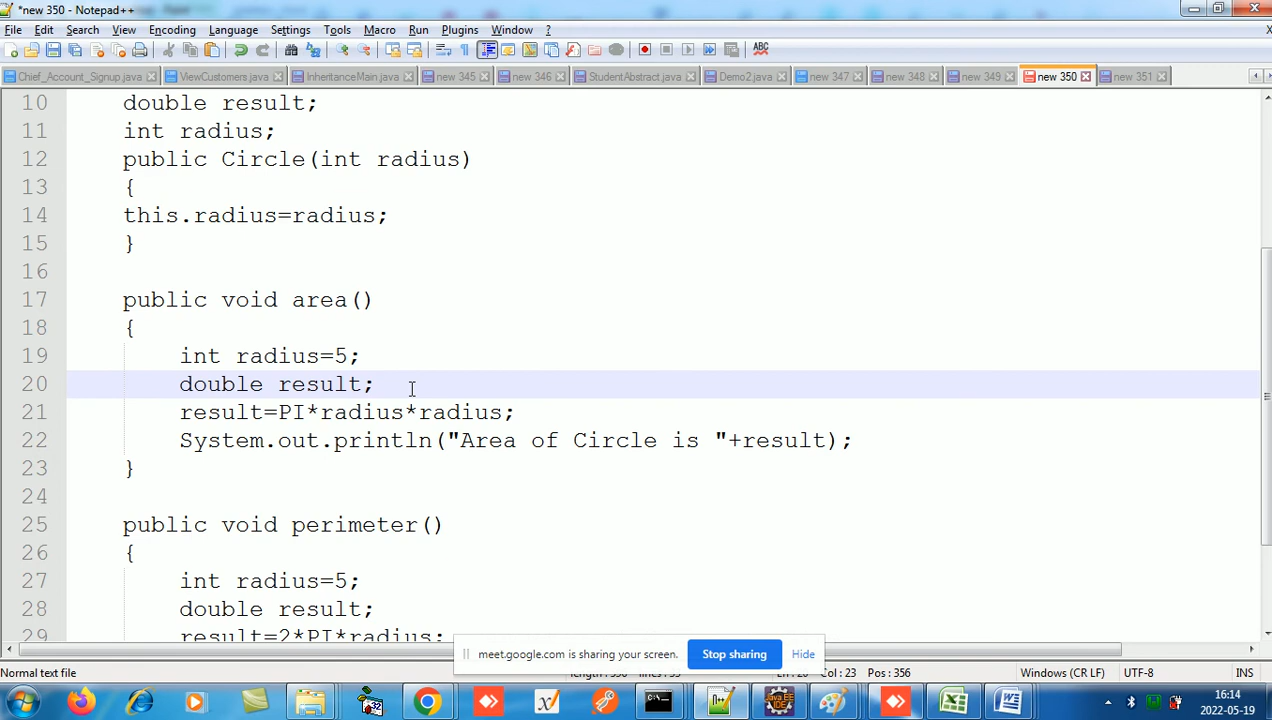 *new 350 - Notepad++
File Edit Search View Encoding Language Settings Tools Macro Run Plugins Window ? X
Chief_Account_Signup.java ViewCustomers.java InheritanceMain.java new 345 new 346 StudentAbstract.java Demo2.java new 347 new 348 new 349 new 350 new 351
10 double result;
11 int radius;
12 public Circle(int radius)
13 {
14 this.radius=radius;
15 }
16
17 public void area()
18 {
19 int radius=5;
20 double result;
21 result=PI*radius*radius;
22 System.out.println("Area of Circle is "+result);
23 }
24
25 public void perimeter()
26 {
27 int radius=5;
28 double result;
29 result=2*PI*radius;
meet.google.com is sharing your screen. Stop sharing Hide
Normal text file Col : 23 Pos : 356 Windows (CR LF) UTF-8 INS
16:14
2022-05-19